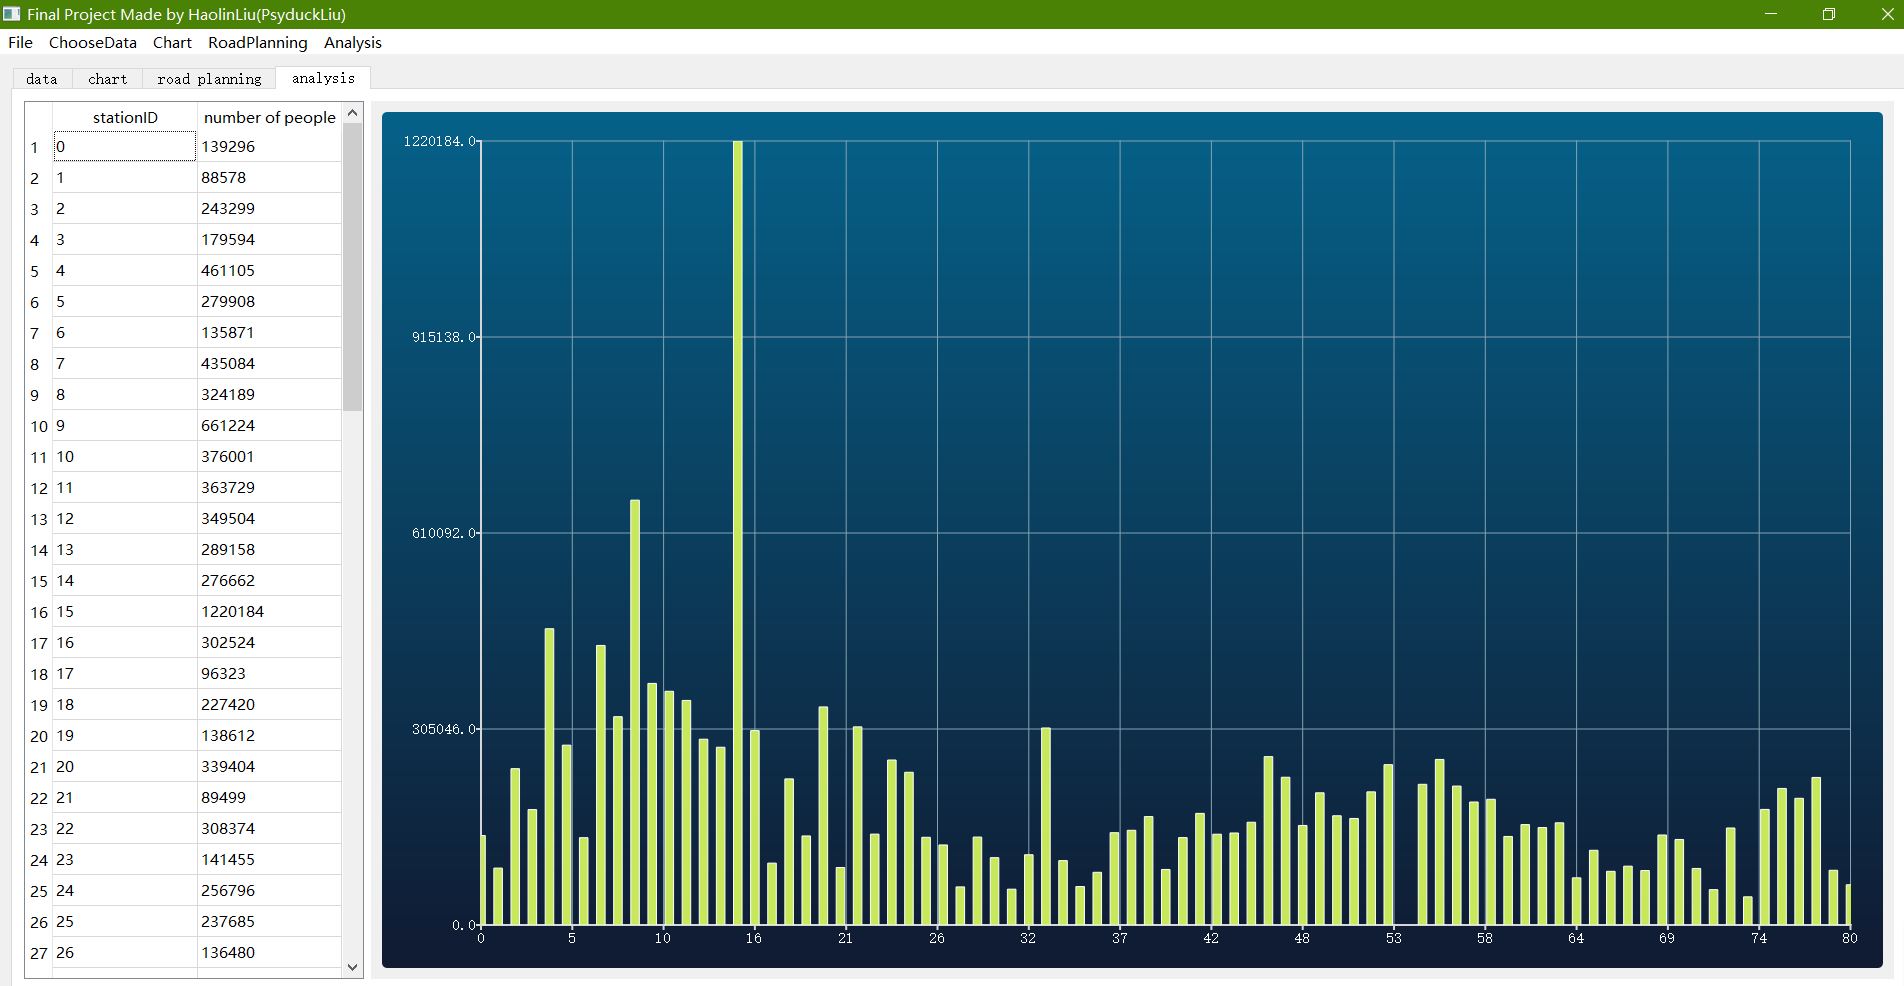 Final Project Made by HaolinLiu(PsyduckLiu)
File ChooseData Chart RoadPlanning Analysis
data chart road planning analysis
stationID number of people
1 0 139296
2 1 88578
3 2 243299
4 3 179594
5 4 461105
6 5 279908
7 6 135871
8 7 435084
9 8 324189
10 9 661224
11 10 376001
12 11 363729
13 12 349504
14 13 289158
15 14 276662
16 15 1220184
17 16 302524
18 17 96323
19 18 227420
20 19 138612
21 20 339404
22 21 89499
23 22 308374
24 23 141455
25 24 256796
26 25 237685
27 26 136480
1220184.0
915138.0
610092.0
305046.0
0.0
0 5 10 16 21 26 32 37 42 48 53 58 64 69 74 80